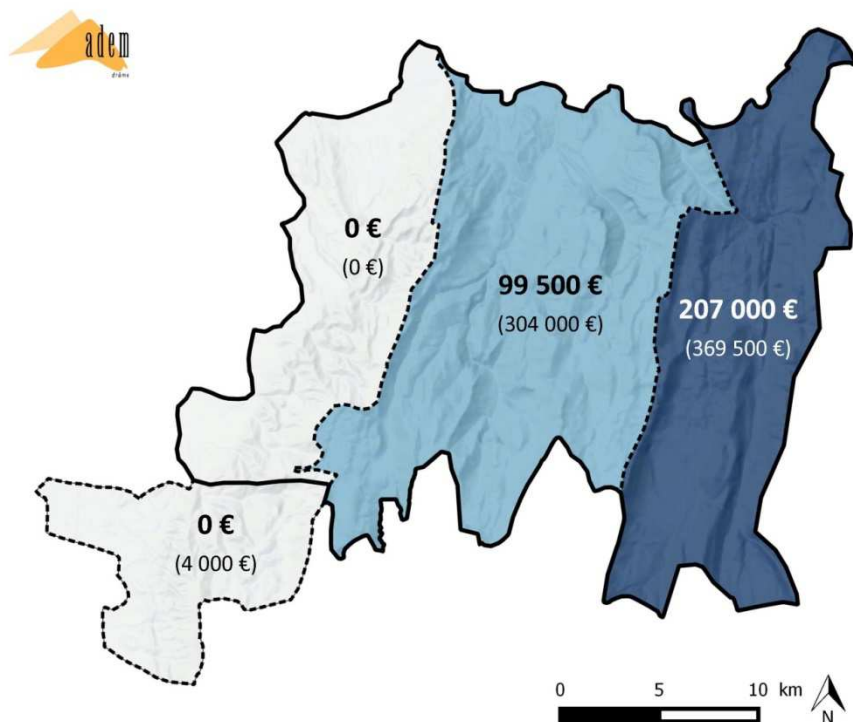 adem
drôme
0 €
(0 €)
99 500 €
(304 000 €)
207 000 €
(369 500 €)
0 €
(4 000 €)
0 5 10 km
N